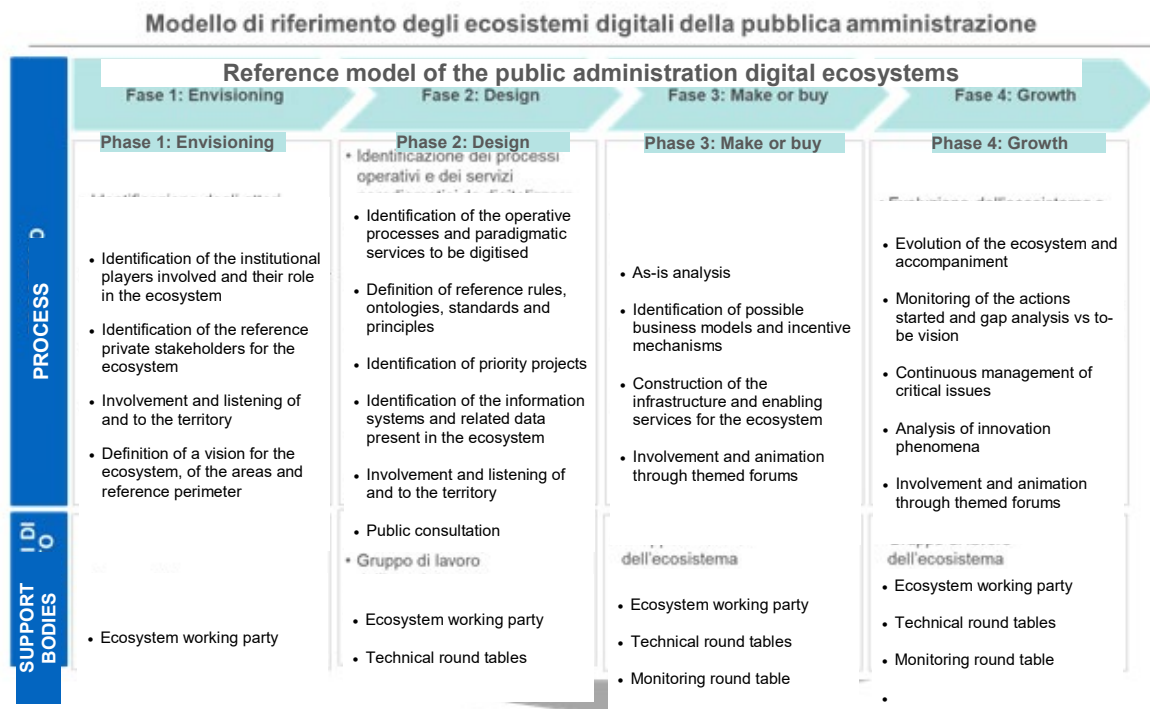 Modello di riferimento degli ecosistemi digitali della pubblica amministrazione
Reference model of the public administration digital ecosystems
Fase 1: Envisioning
Fase 2: Design
Fase 3: Make or buy
Fase 4: Growth
Phase 1: Envisioning
Phase 2: Design
Phase 3: Make or buy
Phase 4: Growth
PROCESS
• Identification of the institutional
players involved and their role
in the ecosystem
• Identification of the reference
private stakeholders for the
ecosystem
• Involvement and listening of
and to the territory
• Definition of a vision for the
ecosystem, of the areas and
reference perimeter
• Identificazione dei processi
operativi e dei servizi
• Identification of the operative
processes and paradigmatic
services to be digitised
• Definition of reference rules,
ontologies, standards and
principles
• Identification of priority projects
• Identification of the information
systems and related data
present in the ecosystem
• Involvement and listening of
and to the territory
• Public consultation
• As-is analysis
• Identification of possible
business models and incentive
mechanisms
• Construction of the
infrastructure and enabling
services for the ecosystem
• Involvement and animation
through themed forums
• Evolution of the ecosystem and
accompaniment
• Monitoring of the actions
started and gap analysis vs to-
be vision
• Continuous management of
critical issues
• Analysis of innovation
phenomena
• Involvement and animation
through themed forums
SUPPORT
BODIES
• Ecosystem working party
• Gruppo di lavoro
• Ecosystem working party
• Technical round tables
dell'ecosistema
• Ecosystem working party
• Technical round tables
• Monitoring round table
dell'ecosistema
• Ecosystem working party
• Technical round tables
• Monitoring round table
•